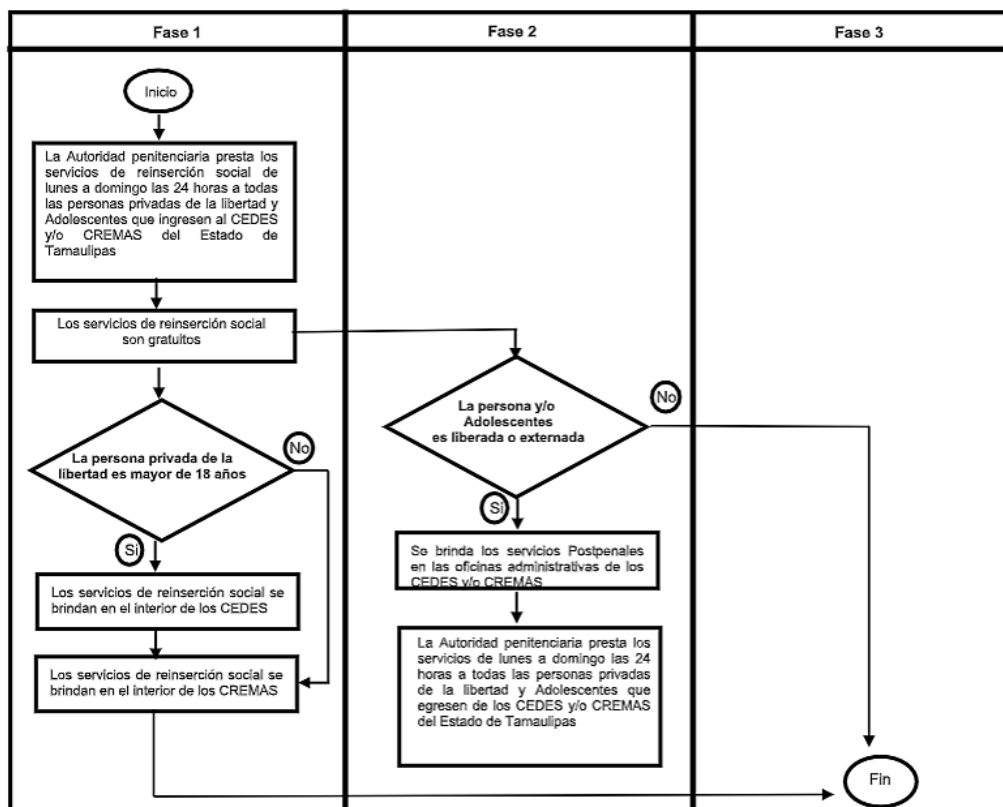 Fase 1
Fase 2
Fase 3
Inicio
La Autoridad penitenciaria presta los
servicios de reinserción social de
lunes a domingo las 24 horas a todas
las personas privadas de la libertad y
Adolescentes que ingresen al CEDES
y/o CREMAS del Estado de
Tamaulipas
Los servicios de reinserción social
son gratuitos
La persona privada de la
libertad es mayor de 18 años
No
Si
Los servicios de reinserción social se
brindan en el interior de los CEDES
Los servicios de reinserción social se
brindan en el interior de los CREMAS
La persona y/o
Adolescentes
es liberada o externada
No
Sí
Se brinda los servicios Postpenales
en las oficinas administrativas de los
CEDES y/o CREMAS
La Autoridad penitenciaria presta los
servicios de lunes a domingo las 24
horas a todas las personas privadas
de la libertad y Adolescentes que
egresen de los CEDES y/o CREMAS
del Estado de Tamaulipas
Fin